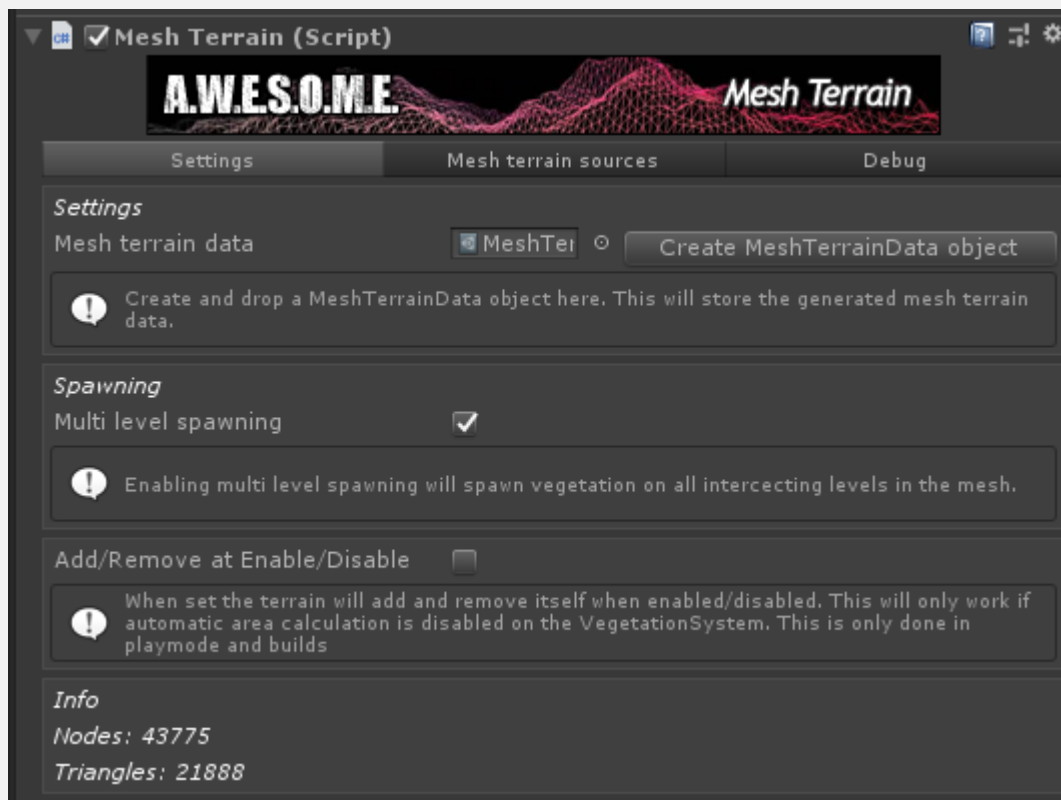 Mesh Terrain (Script)
A.W.E.S.O.M.E. Mesh Terrain
Settings Mesh terrain sources Debug
Settings
Mesh terrain data MeshTer Create MeshTerrainData object
Create and drop a MeshTerrainData object here. This will store the generated mesh terrain
data.
Spawning
Multi level spawning
Enabling multi level spawning will spawn vegetation on all intercecting levels in the mesh.
Add/Remove at Enable/Disable
When set the terrain will add and remove itself when enabled/disabled. This will only work if
automatic area calculation is disabled on the VegetationSystem. This is only done in
playmode and builds
Info
Nodes: 43775
Triangles: 21888